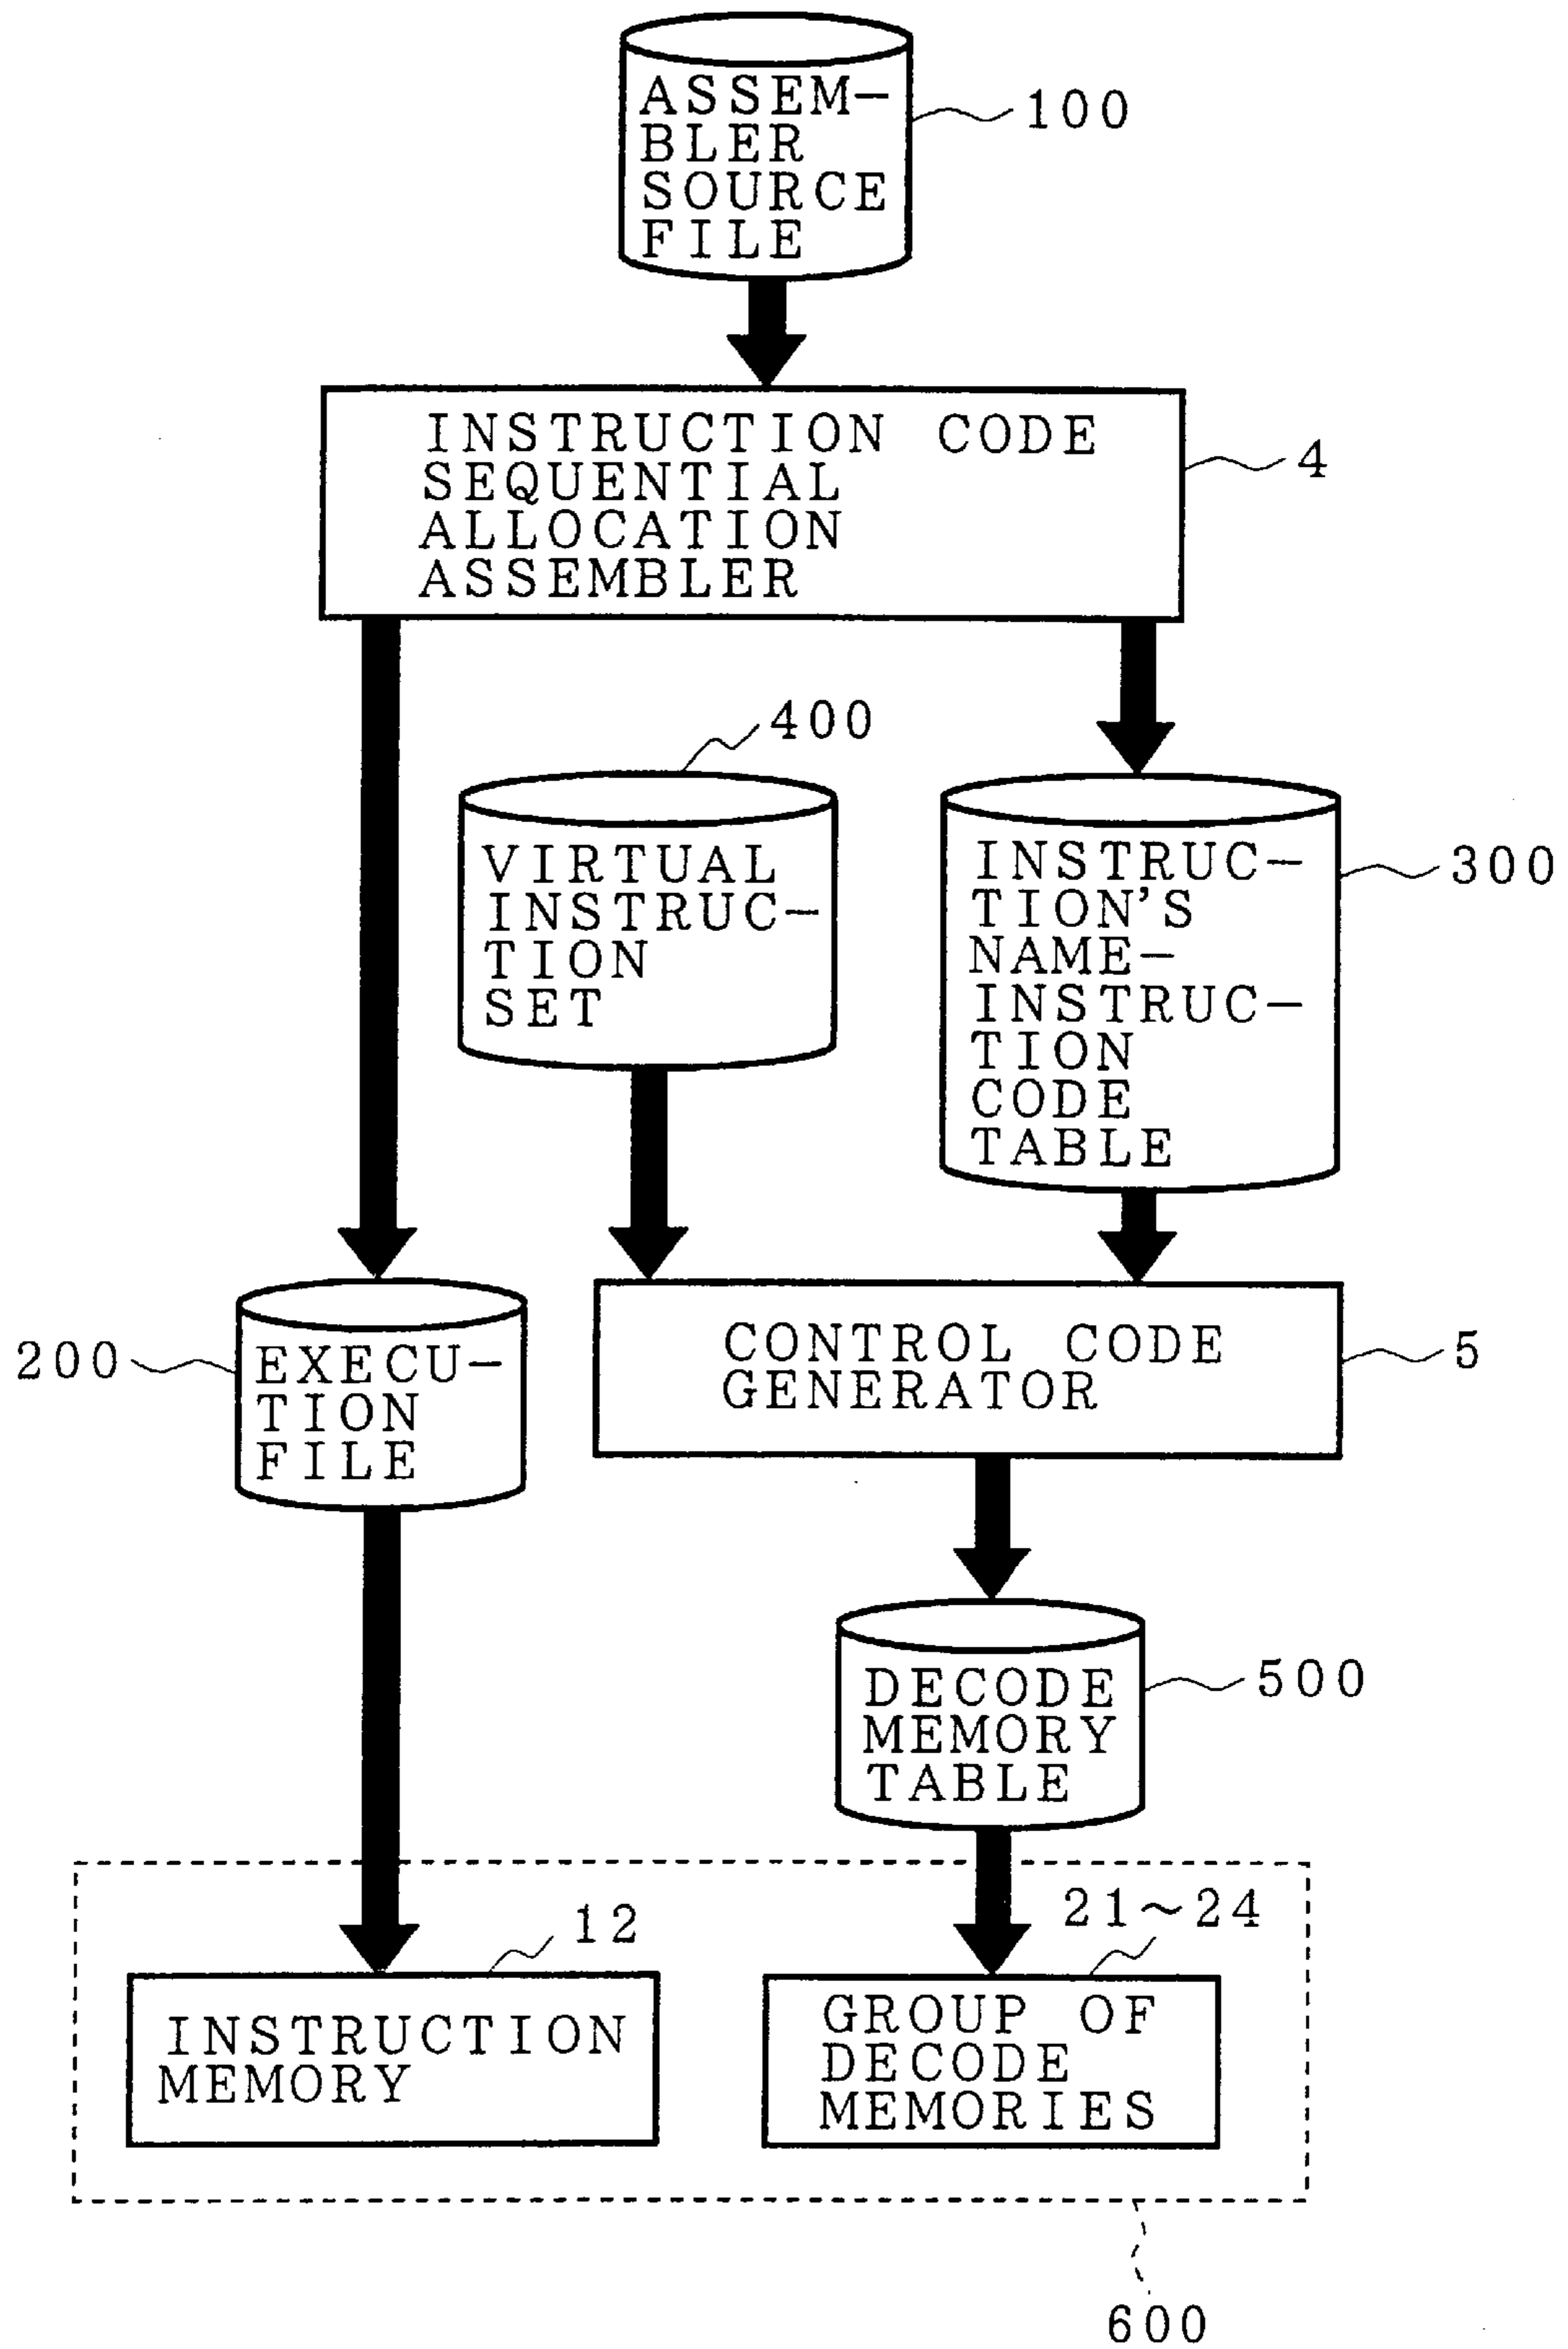 ASSEM-
BLER
SOURCE
FILE
100
INSTRUCTION CODE
SEQUENTIAL
ALLOCATION
ASSEMBLER
4
400
VIRTUAL
INSTRUC-
TION
SET
INSTRUC-
TION'S
NAME-
INSTRUC-
TION
CODE
TABLE
300
200
EXECU-
TION
FILE
CONTROL CODE
GENERATOR
5
DECODE
MEMORY
TABLE
500
12
INSTRUCTION
MEMORY
21~24
GROUP OF
DECODE
MEMORIES
600